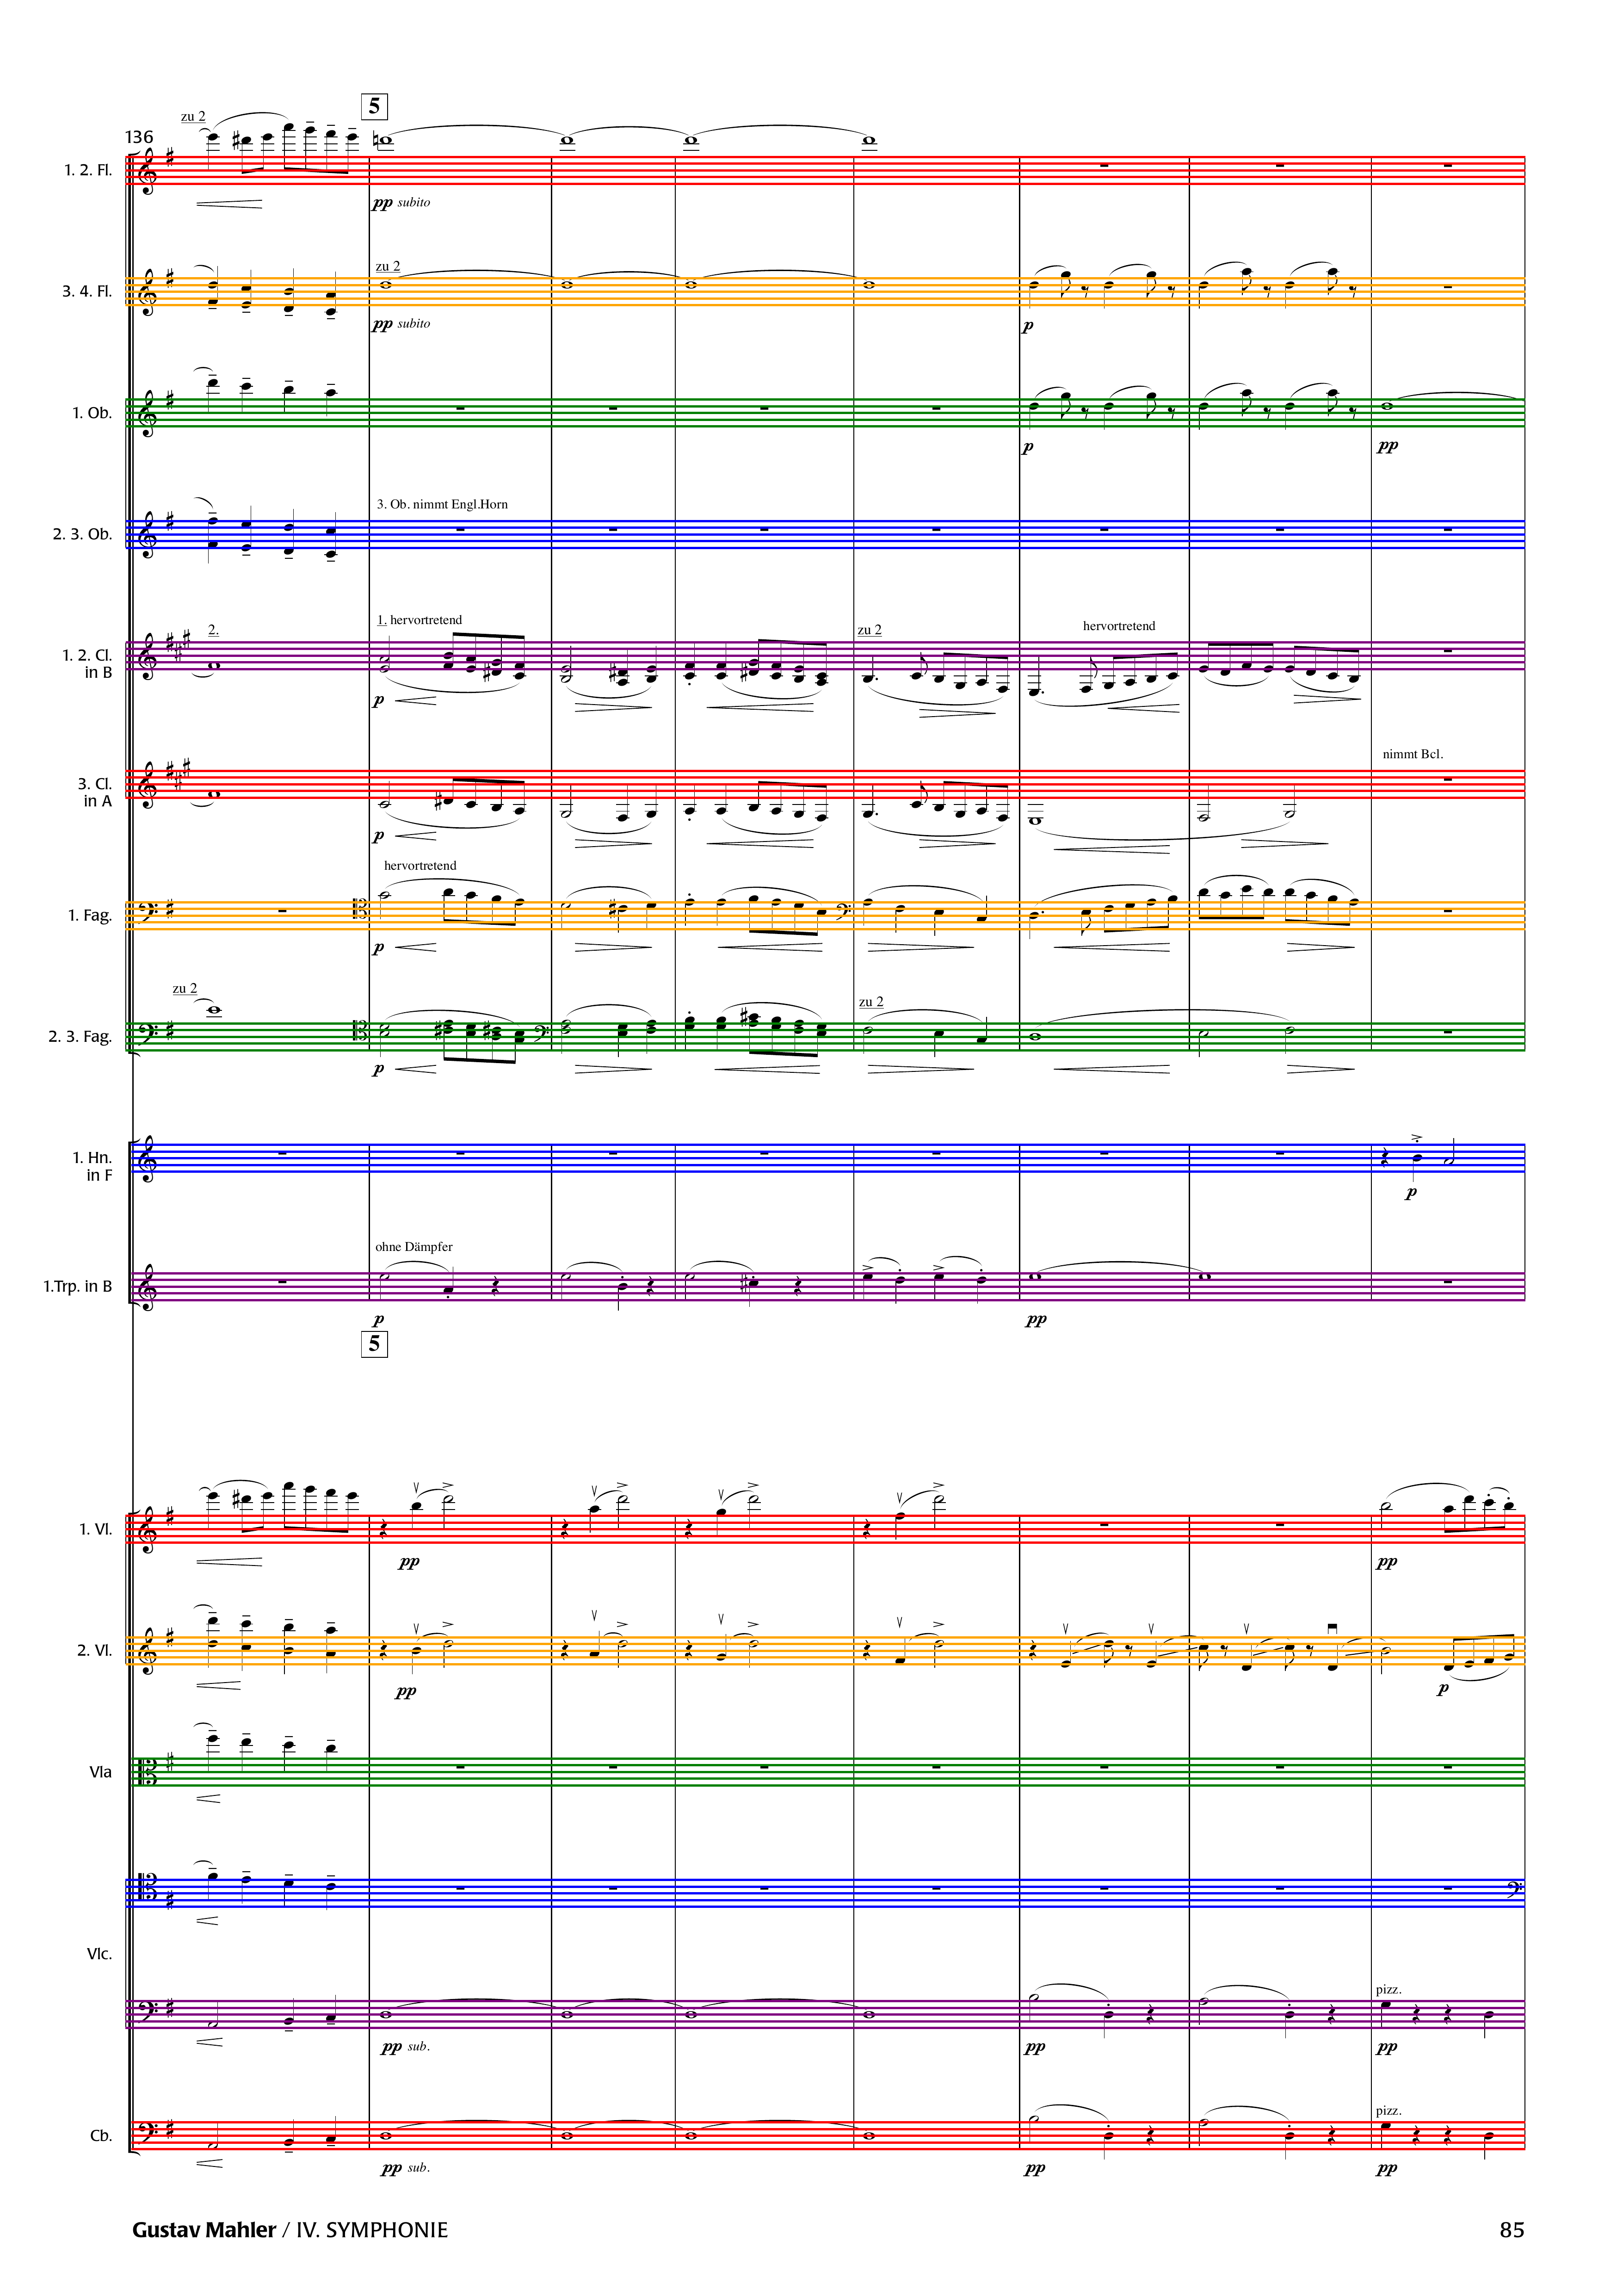 5
zu 2
136
1. 2. Fl.
pp subito
zu 2
3. 4. Fl.
pp subito
p
1. Ob.
p
pp
3. Ob. nimmt Engl.Horn
2. 3. Ob.
2.
1. hervortretend
zu 2
hervortretend
1. 2. Cl.
in B
p
nimmt Bcl.
3. Cl.
in A
p
hervortretend
1. Fag.
p
zu 2
zu 2
2. 3. Fag.
p
1. Hn.
in F
p
ohne Dämpfer
1.Trp. in B
p
pp
5
1. Vl.
pp
pp
2. Vl.
pp
p
Vla
Vlc.
pizz.
pp sub.
pp
pp
pizz.
Cb.
pp sub.
pp
pp
Gustav Mahler / IV. SYMPHONIE
85